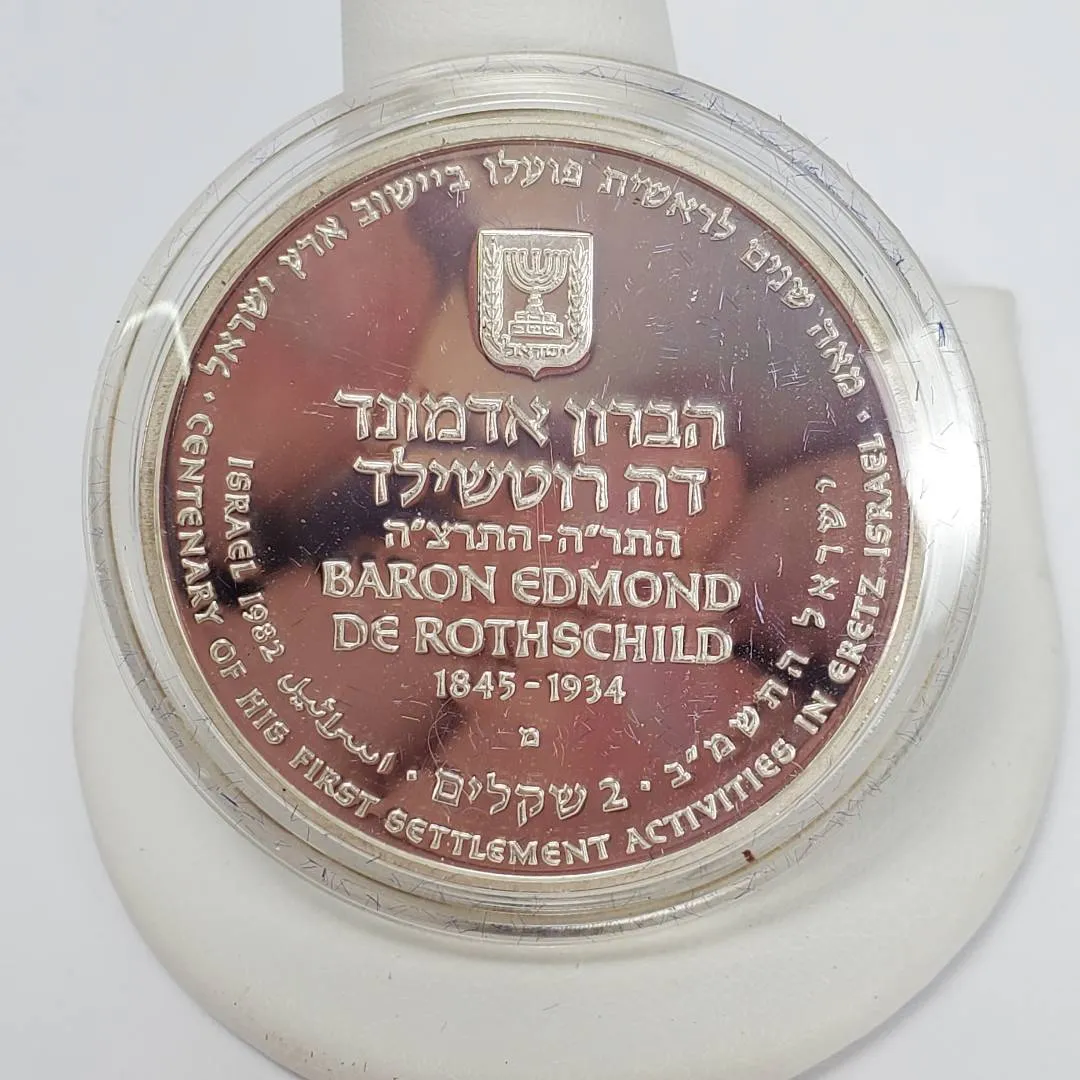 מאה שנים לראשית פועלו ביישוב ארץ ישראל
ישראל
הברון אדמונד
דה רוטשילד
התר"ה-התרצ"ה
BARON EDMOND
DE ROTHSCHILD
1845-1934
מ
2 שקלים
ישראל התשמ"ב
ISRAEL 1982
اسرائيل
CENTENARY OF HIS FIRST SETTLEMENT ACTIVITIES IN ERETZ ISRAEL